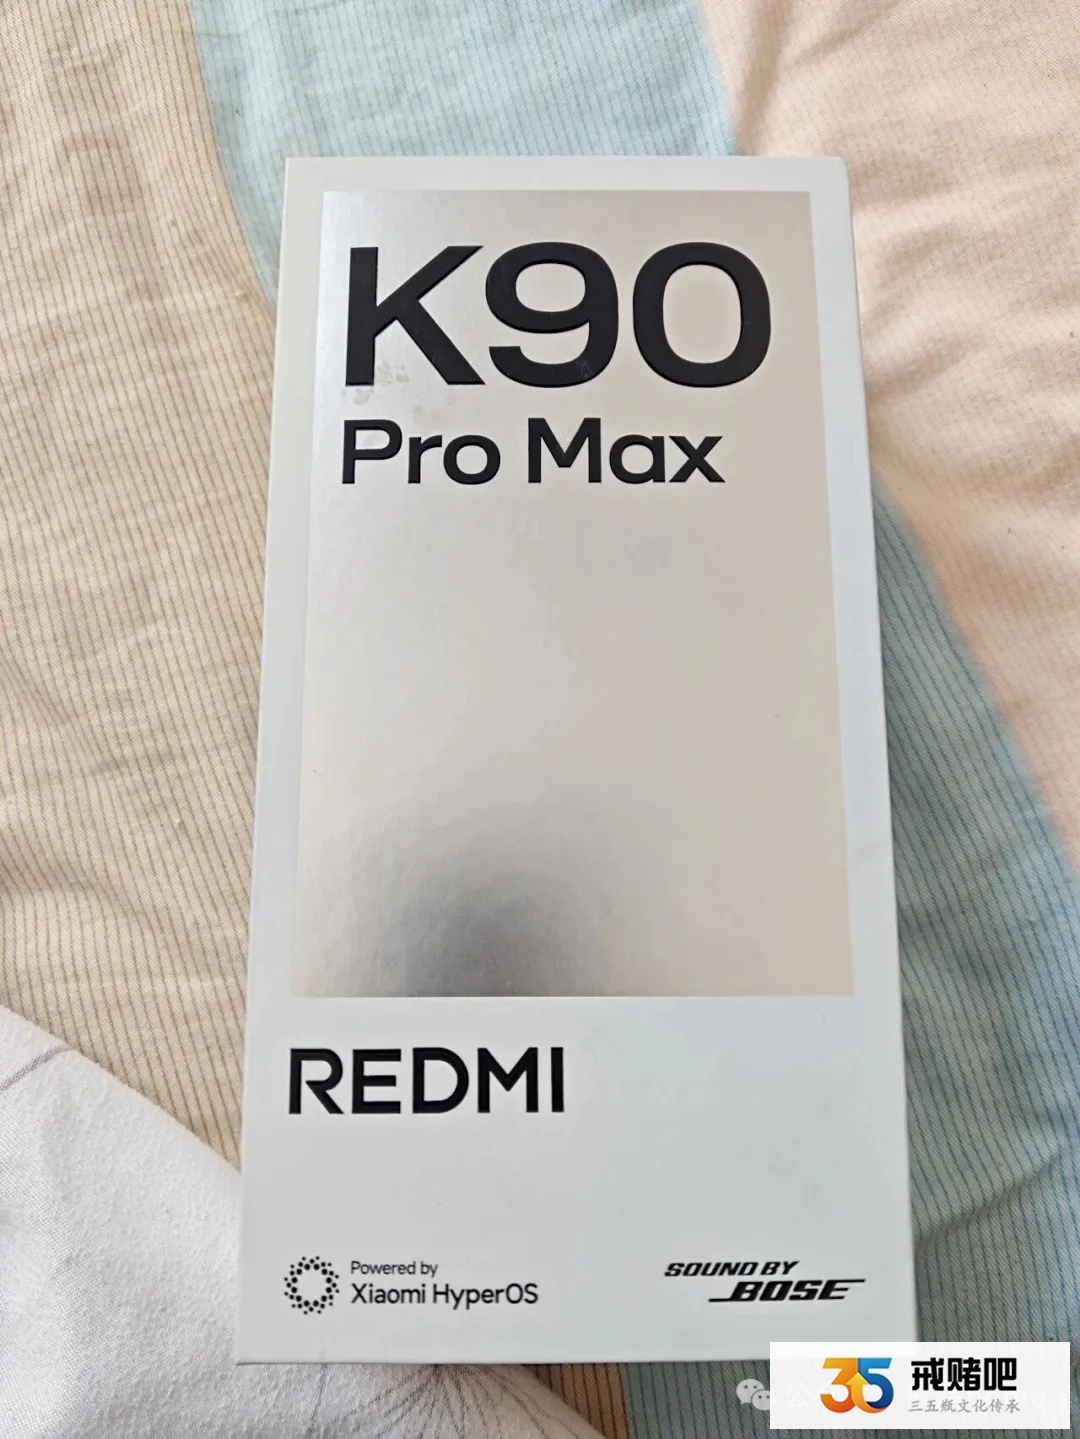 K90
Pro Max
REDMI
Powered by
Xiaomi HyperOS
SOUND BY
BOSE
35 戒赌吧
三五瓶文化传承